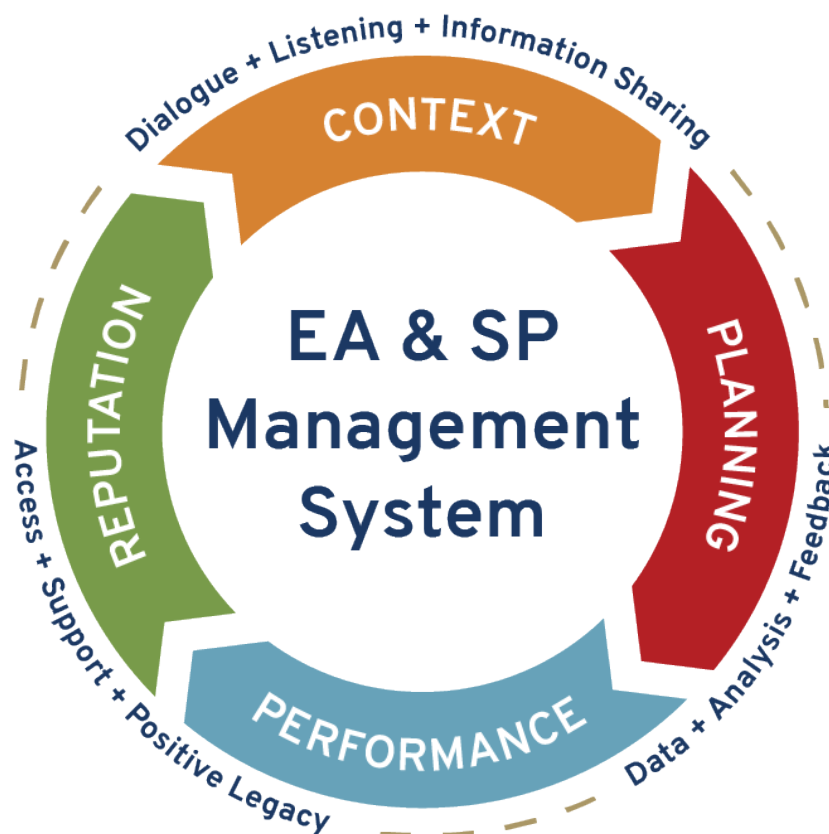 Dialogue + Listening + Information Sharing
CONTEXT
PLANNING
Data + Analysis + Feedback
PERFORMANCE
Access + Support + Positive Legacy
REPUTATION
EA & SP
Management
System